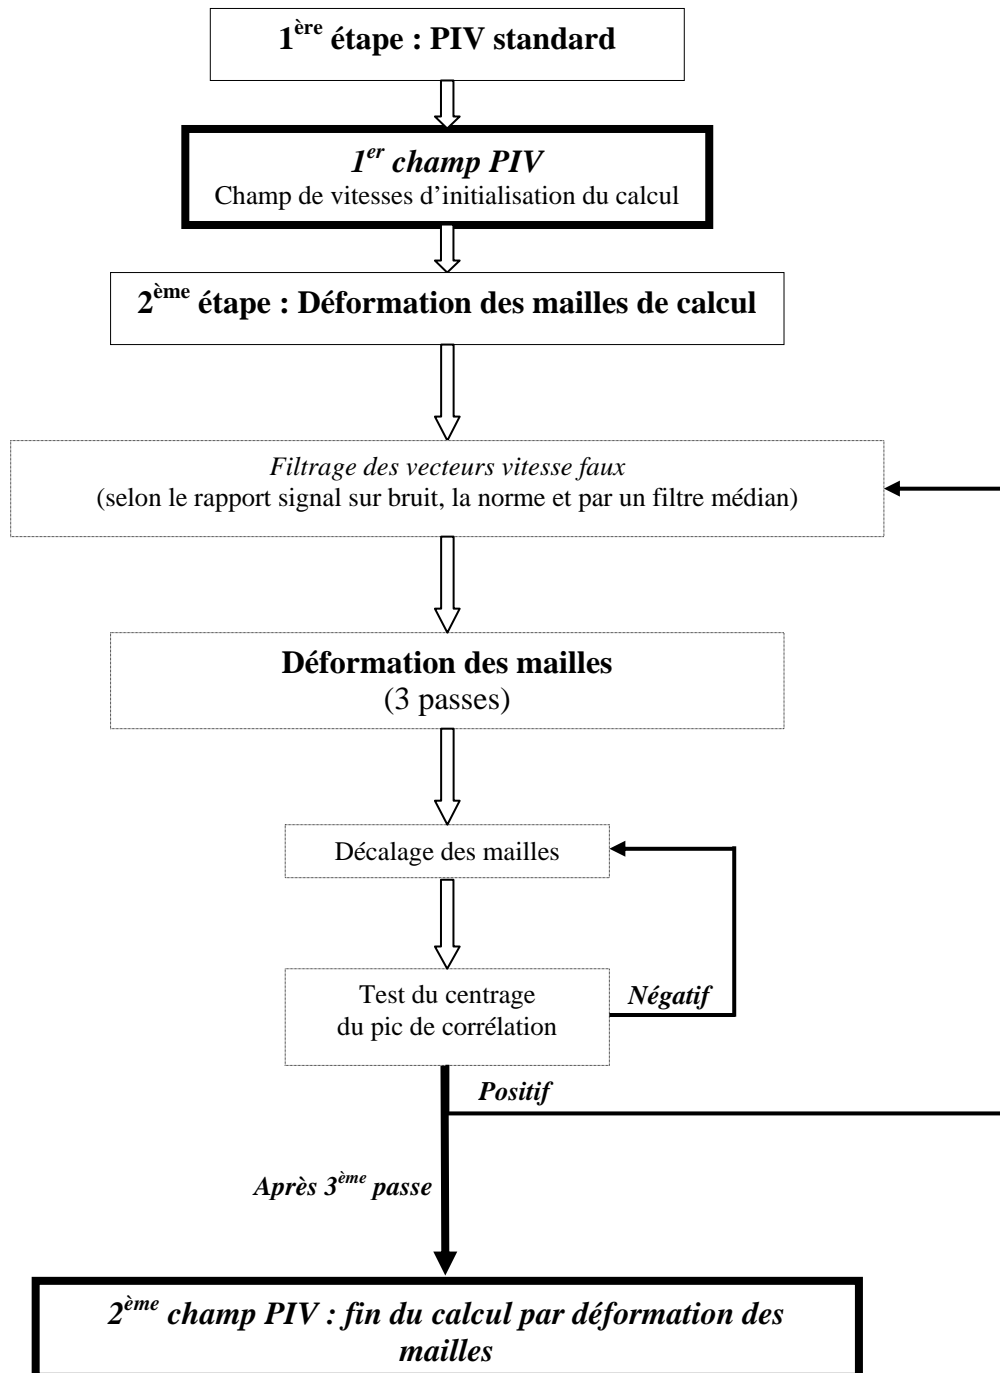 1ère étape : PIV standard
1er champ PIV
Champ de vitesses d’initialisation du calcul
2ème étape : Déformation des mailles de calcul
Filtrage des vecteurs vitesse faux
(selon le rapport signal sur bruit, la norme et par un filtre médian)
Déformation des mailles
(3 passes)
Décalage des mailles
Test du centrage
du pic de corrélation
Négatif
Positif
Après 3ème passe
2ème champ PIV : fin du calcul par déformation des
mailles